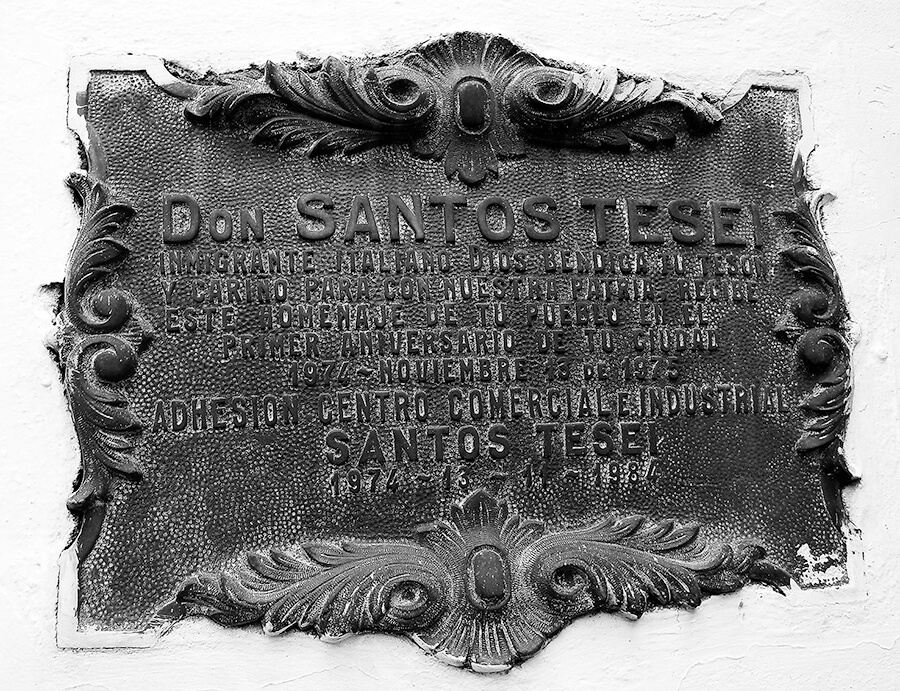 DON SANTOS TESEI
INMIGRANTE ITALIANO DIOS BENDIGA TU TESON
Y CARIÑO PARA CON NUESTRA PATRIA. RECIBE
ESTE HOMENAJE DE TU PUEBLO EN EL
PRIMER ANNIVERSARIO DE TU CIUDAD
1974~NOVIEMBRE 13 DE 1975
ADHESION CENTRO COMERCIAL E INDUSTRIAL
SANTOS TESEI
1974~13~11~1984